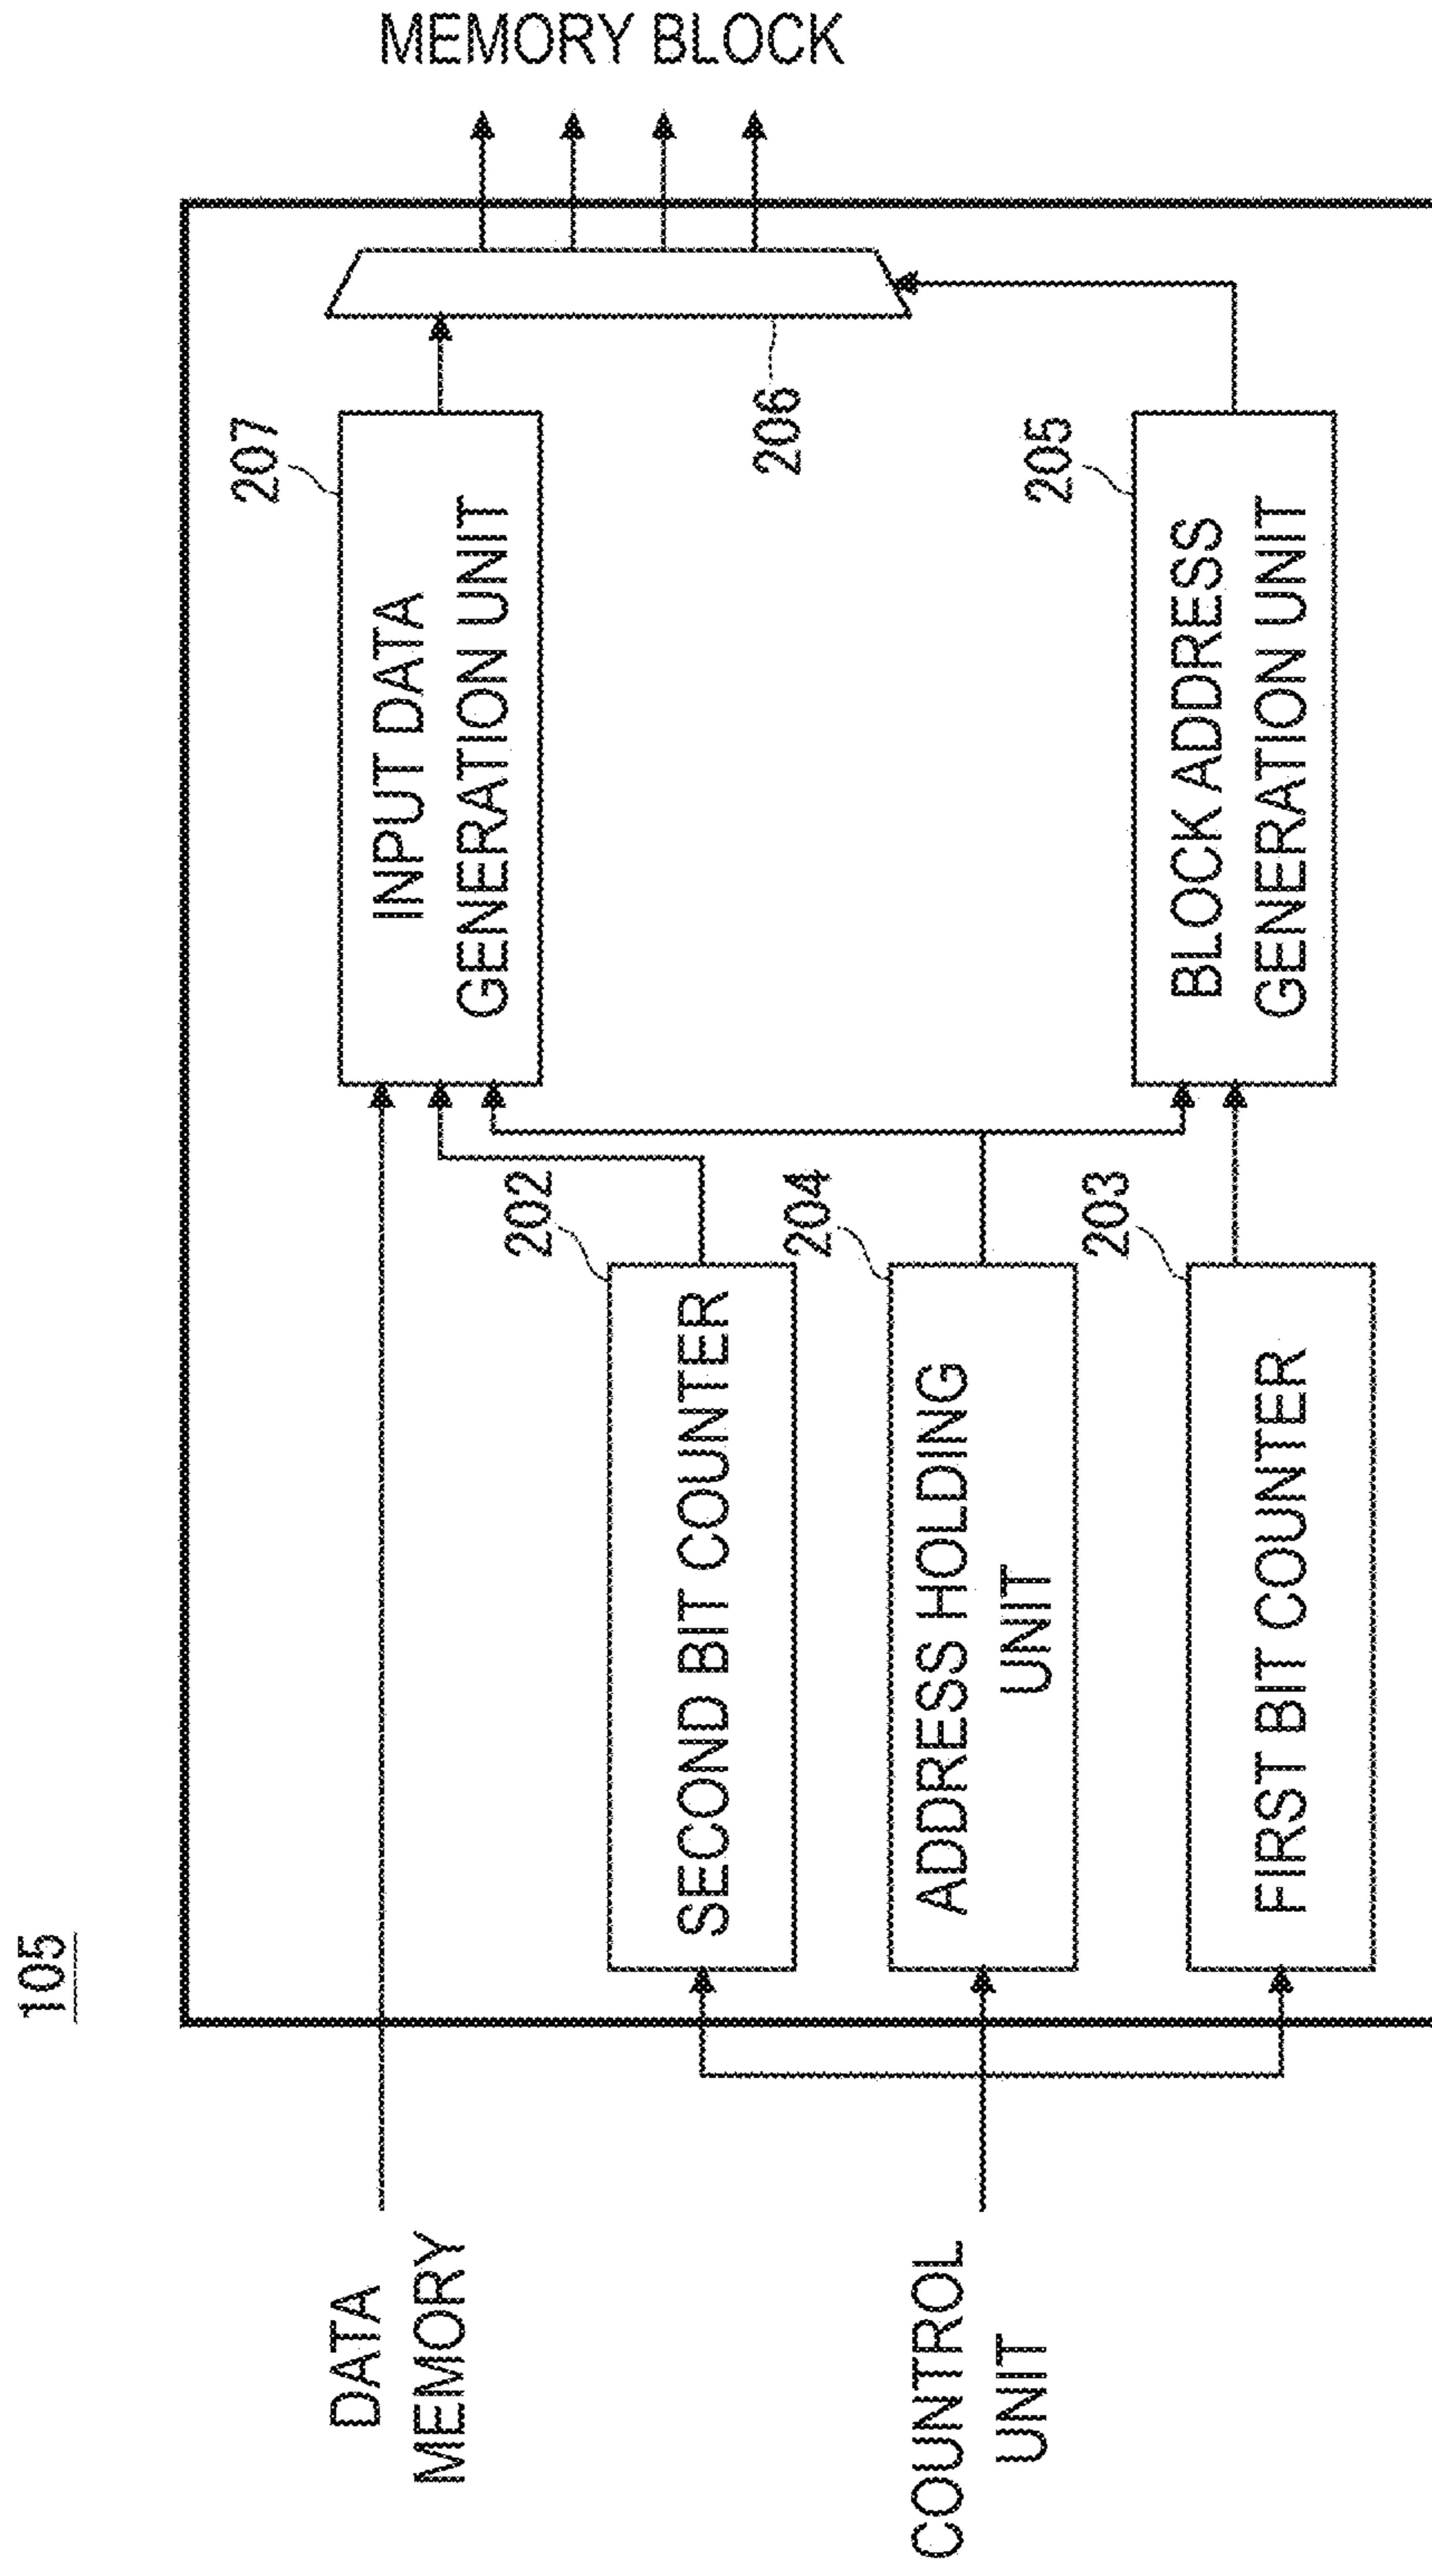 105
DATA
MEMORY
COUNTROL
UNIT
SECOND BIT COUNTER
202
ADDRESS HOLDING
UNIT
204
FIRST BIT COUNTER
203
INPUT DATA
GENERATION UNIT
207
BLOCK ADDRESS
GENERATION UNIT
205
206
MEMORY BLOCK